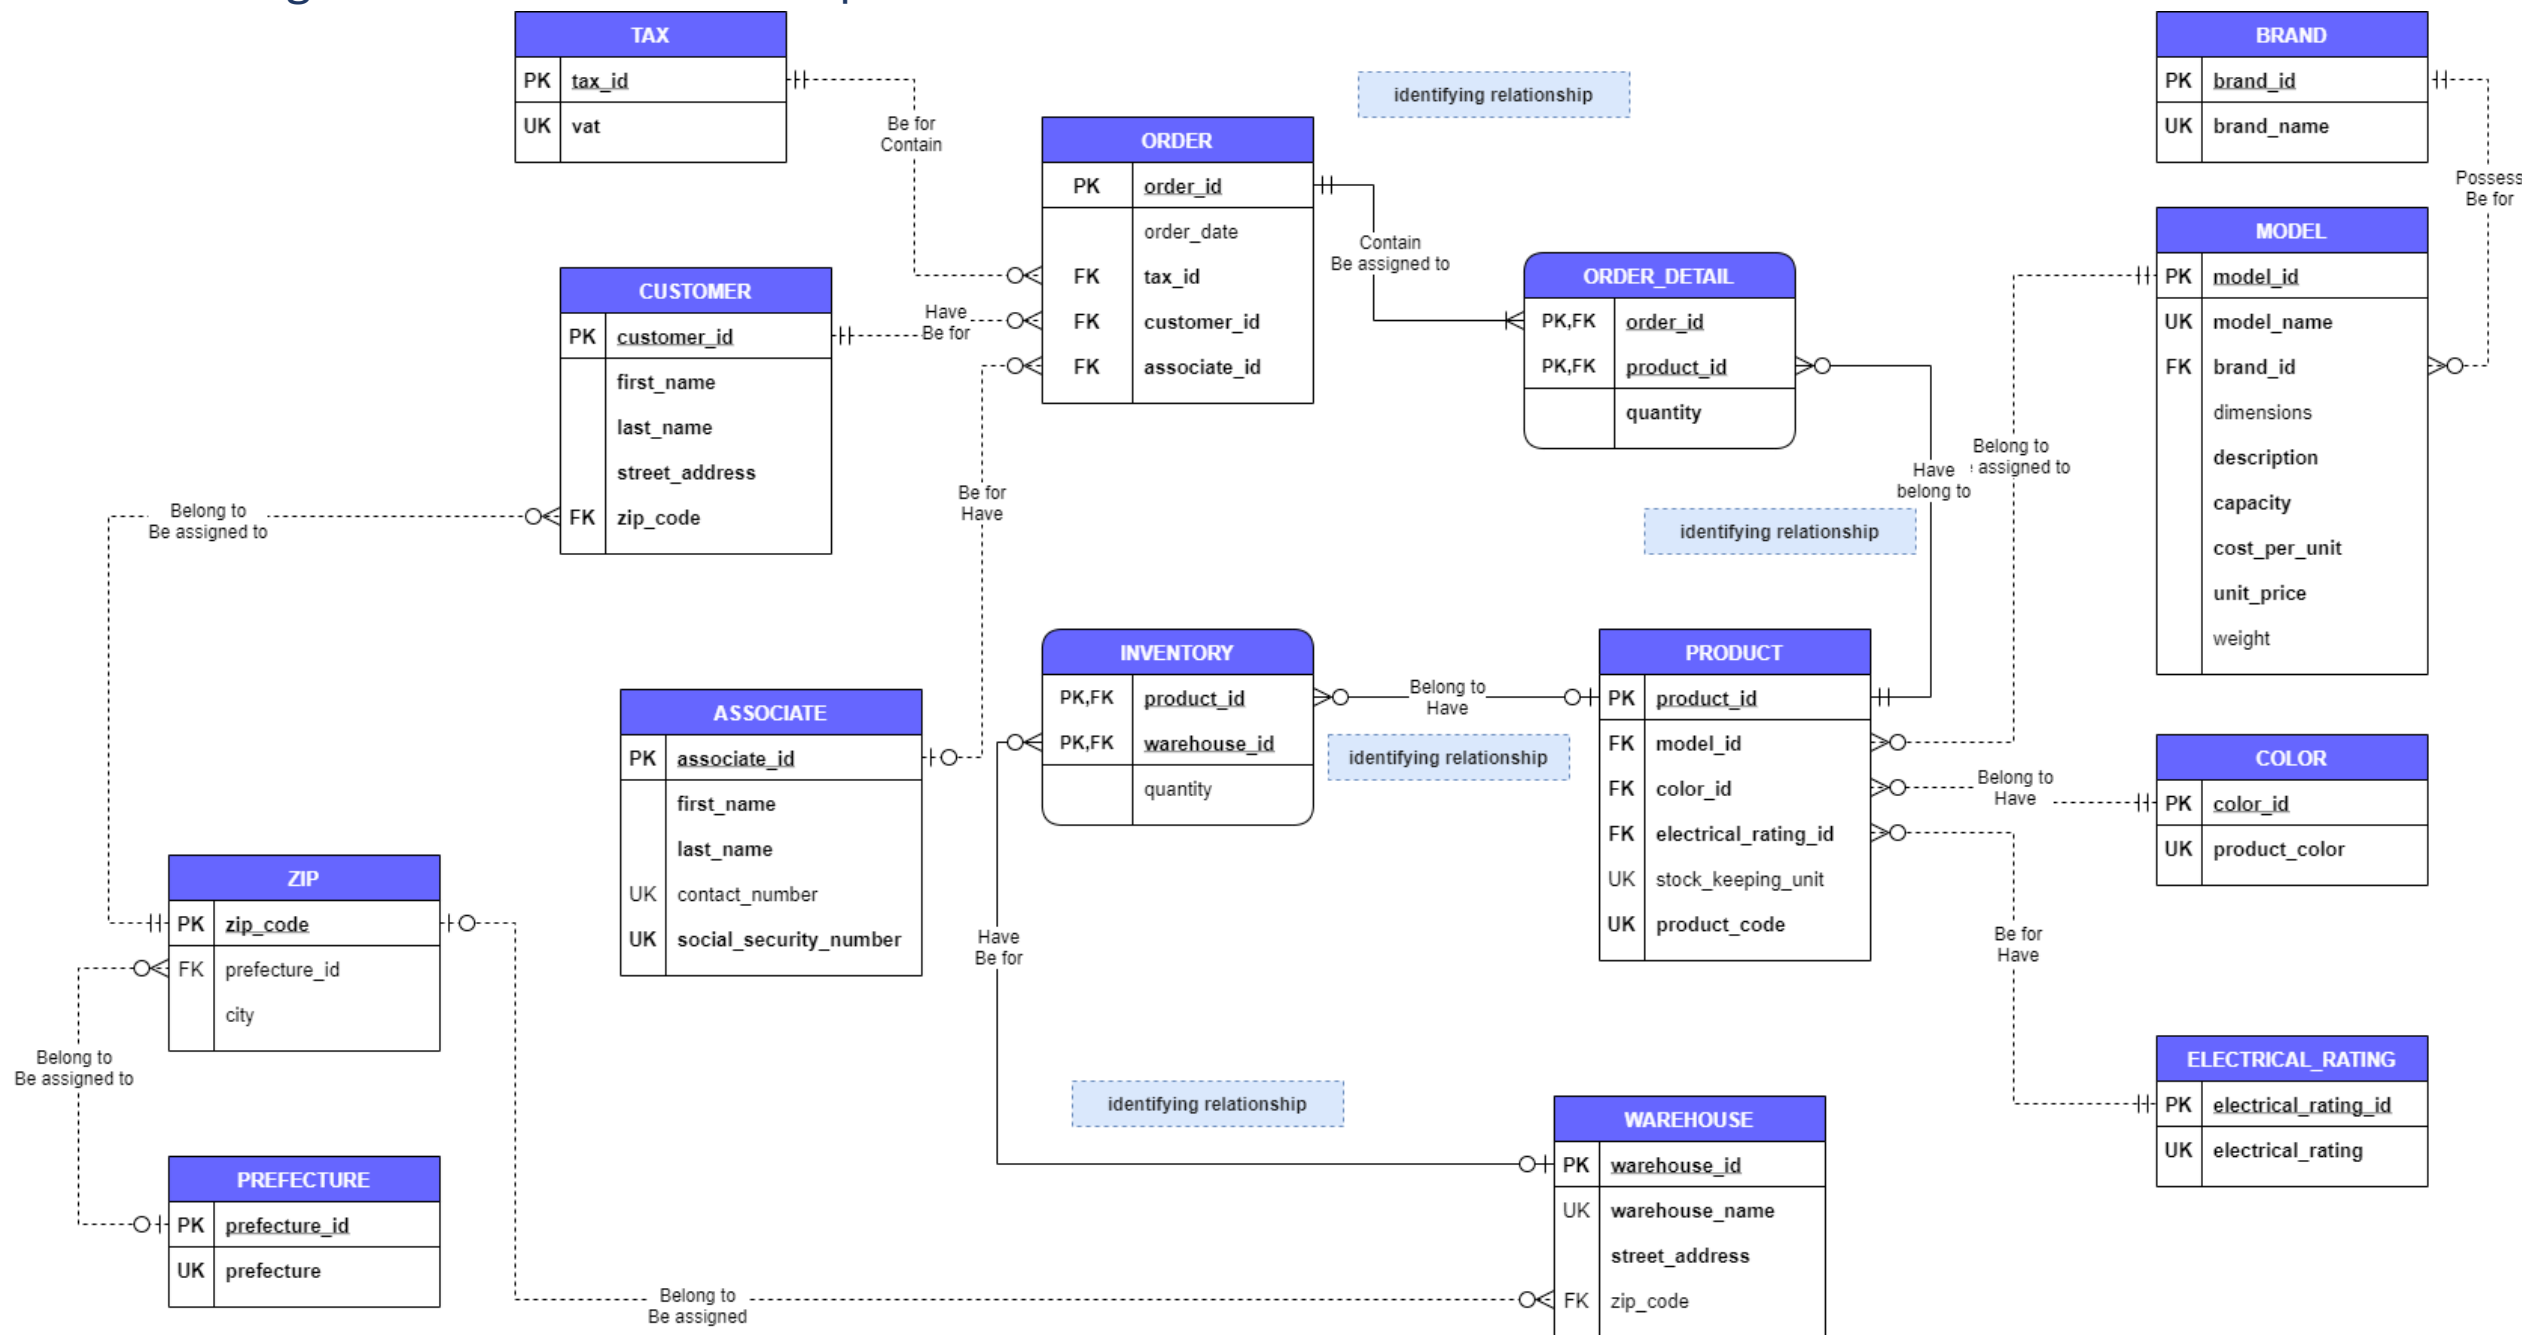 TAX
PK tax_id
UK vat
Be for
Contain
identifying relationship
BRAND
PK brand_id
UK brand_name
Possess
Be for
ORDER
PK order_id
order_date
FK tax_id
FK customer_id
FK associate_id
Contain
Be assigned to
ORDER_DETAIL
PK,FK order_id
PK,FK product_id
quantity
MODEL
PK model_id
UK model_name
FK brand_id
dimensions
description
capacity
cost_per_unit
unit_price
weight
CUSTOMER
PK customer_id
first_name
last_name
street_address
FK zip_code
Have
Be for
Belong to
Be assigned to
Be for
Have
Have
belong to
Belong to
assigned to
identifying relationship
INVENTORY
PK,FK product_id
PK,FK warehouse_id
quantity
Belong to
Have
identifying relationship
PRODUCT
PK product_id
FK model_id
FK color_id
FK electrical_rating_id
UK stock_keeping_unit
UK product_code
Belong to
Have
COLOR
PK color_id
UK product_color
ASSOCIATE
PK associate_id
first_name
last_name
UK contact_number
UK social_security_number
ZIP
PK zip_code
FK prefecture_id
city
Have
Be for
Be for
Have
Belong to
Be assigned to
ELECTRICAL_RATING
PK electrical_rating_id
UK electrical_rating
identifying relationship
WAREHOUSE
PK warehouse_id
UK warehouse_name
street_address
FK zip_code
PREFECTURE
PK prefecture_id
UK prefecture
Belong to
Be assigned